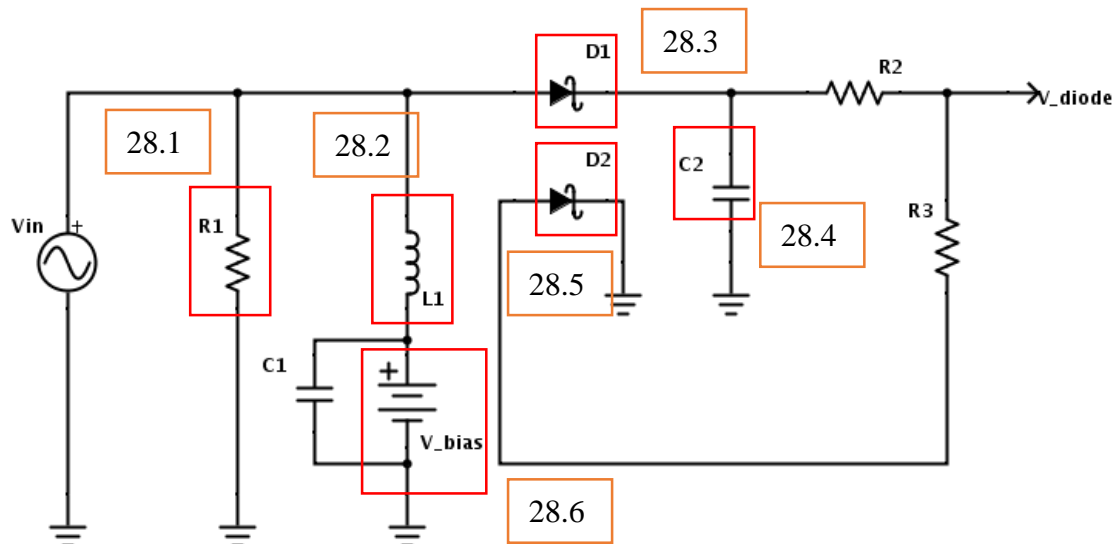 D1
28.3
R2
V_diode
28.1
28.2
D2
C2
Vin
+
R1
R3
28.4
28.5
L1
C1
+
V_bias
28.6